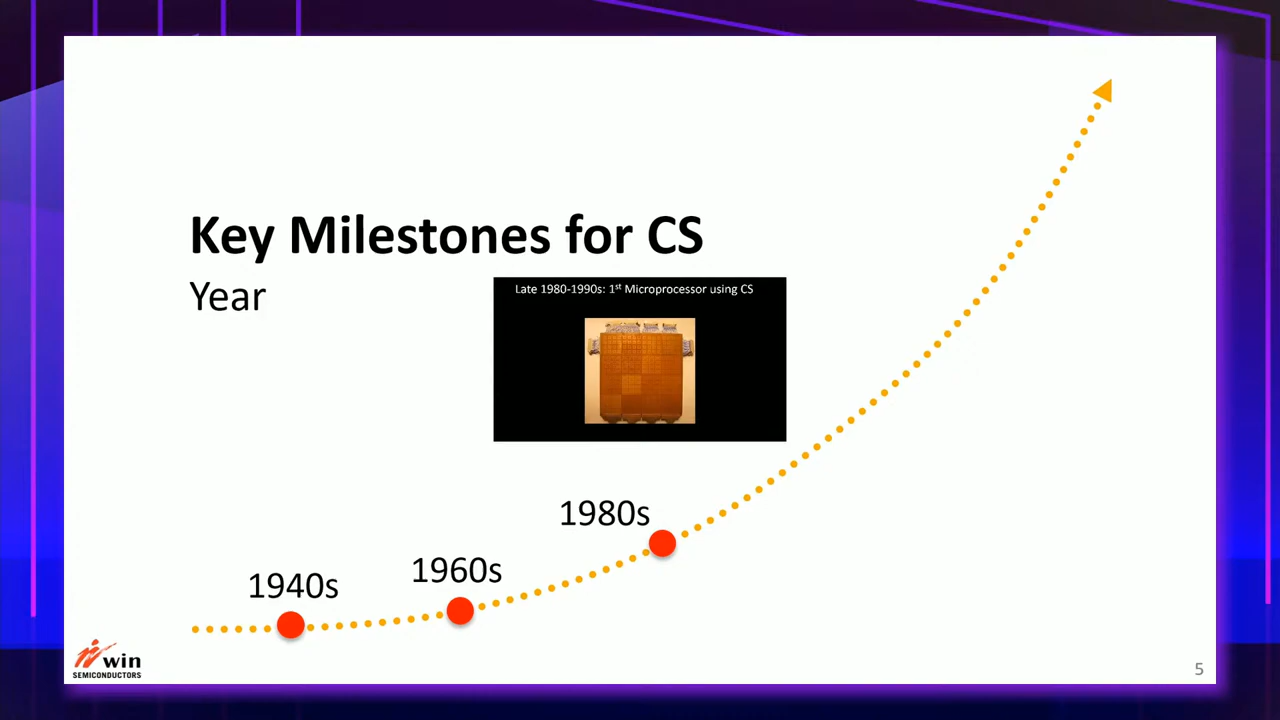 Key Milestones for CS
Year
Late 1980-1990s: 1st Microprocessor using CS
1980s
1960s
1940s
win
SEMICONDUCTORS
5